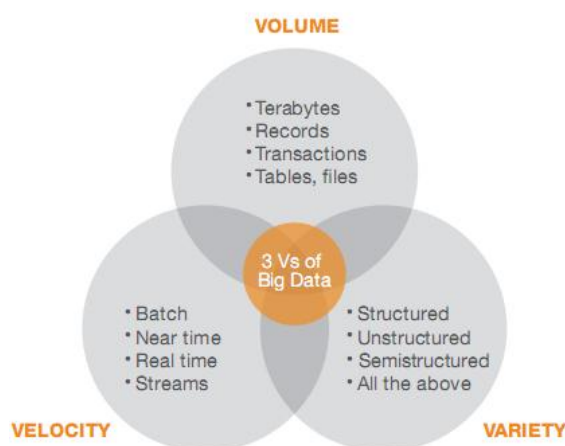 VOLUME
• Terabytes
• Records
• Transactions
• Tables, files
3 Vs of
Big Data
• Batch
• Near time
• Real time
• Streams
• Structured
• Unstructured
• Semistructured
• All the above
VELOCITY
VARIETY